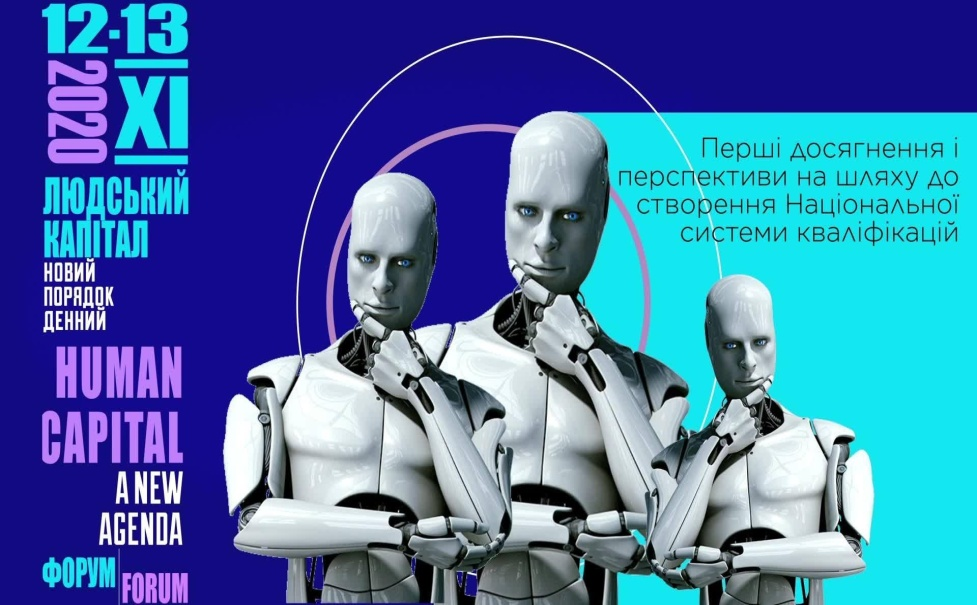 12-13
2020
XI
ЛЮДСЬКИЙ
КАПІТАЛ
НОВИЙ
ПОРЯДОК
ДЕННИЙ
HUMAN
CAPITAL
A NEW
AGENDA
ФОРУМ
FORUM
Перші досягнення і
перспективи на шляху до
створення Національної
системи кваліфікацій